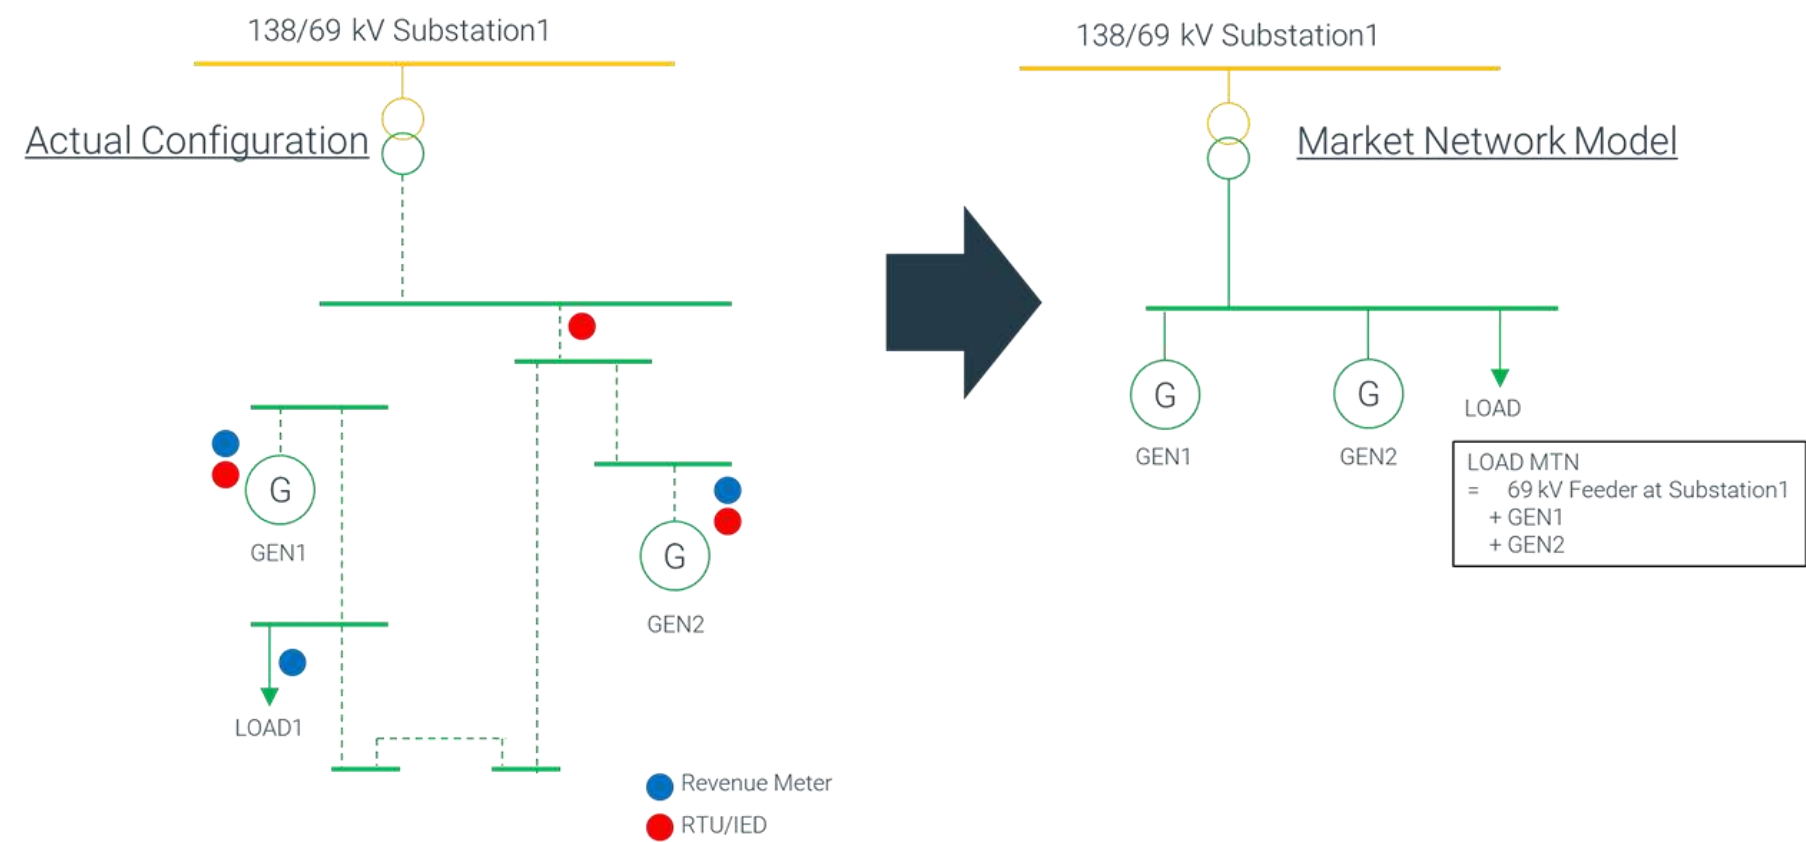 138/69 kV Substation1
Actual Configuration
G
GEN1
G
GEN2
LOAD1
Revenue Meter
RTU/IED
138/69 kV Substation1
Market Network Model
G
GEN1
G
GEN2
LOAD
LOAD MTN
= 69 kV Feeder at Substation1
+ GEN1
+ GEN2